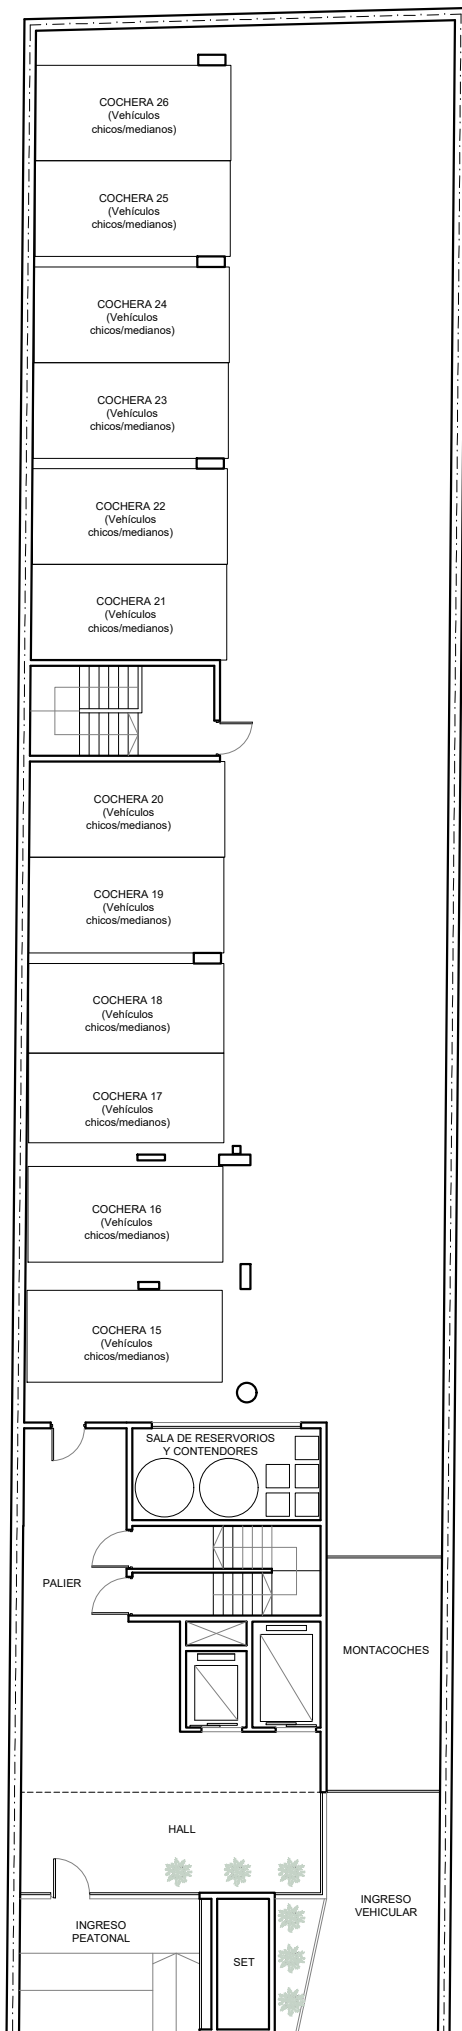 COCHERA 26
(Vehículos
chicos/medianos)
COCHERA 25
(Vehículos
chicos/medianos)
COCHERA 24
(Vehículos
chicos/medianos)
COCHERA 23
(Vehículos
chicos/medianos)
COCHERA 22
(Vehículos
chicos/medianos)
COCHERA 21
(Vehículos
chicos/medianos)
COCHERA 20
(Vehículos
chicos/medianos)
COCHERA 19
(Vehículos
chicos/medianos)
COCHERA 18
(Vehículos
chicos/medianos)
COCHERA 17
(Vehículos
chicos/medianos)
COCHERA 16
(Vehículos
chicos/medianos)
COCHERA 15
(Vehículos
chicos/medianos)
SALA DE RESERVORIOS
Y CONTENDORES
PALIER
MONTACOCHES
HALL
INGRESO
VEHICULAR
INGRESO
PEATONAL
SET